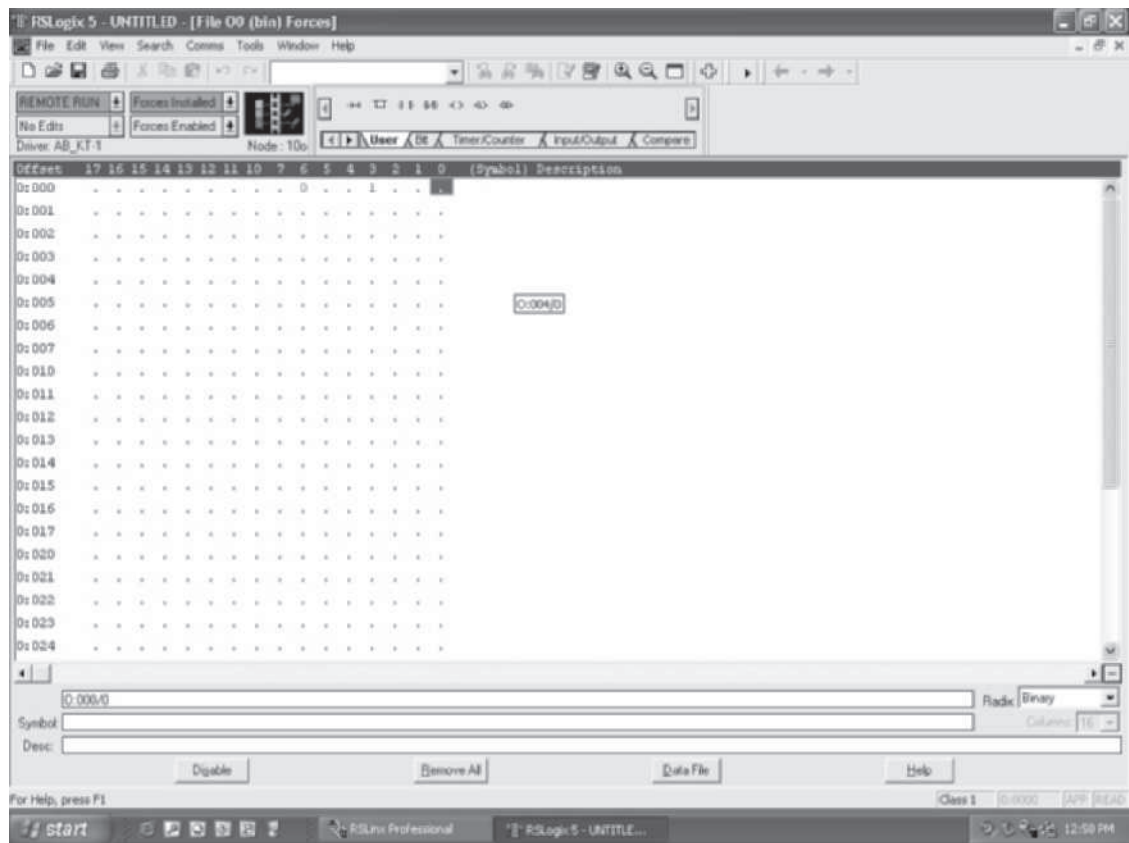 RSLogix 5 - UNTITLED - [File O0 (bin) Forces]
File Edit View Search Comms Tools Window Help
REMOTE RUN Forces Installed
No Edits Forces Enabled
Driver: AB_KT-1 Node : 10o
User Bit Timer/Counter Input/Output Compare
Offset 17 16 15 14 13 12 11 10 7 6 5 4 3 2 1 0 (Symbol) Description
O:000 . . . . . . . . . 0 . . 1 . . .
O:001 . . . . . . . . . . . . . . . .
O:002 . . . . . . . . . . . . . . . .
O:003 . . . . . . . . . . . . . . . .
O:004 . . . . . . . . . . . . . . . .
O:005 . . . . . . . . . . . . . . . . O:004/0
O:006 . . . . . . . . . . . . . . . .
O:007 . . . . . . . . . . . . . . . .
O:010 . . . . . . . . . . . . . . . .
O:011 . . . . . . . . . . . . . . . .
O:012 . . . . . . . . . . . . . . . .
O:013 . . . . . . . . . . . . . . . .
O:014 . . . . . . . . . . . . . . . .
O:015 . . . . . . . . . . . . . . . .
O:016 . . . . . . . . . . . . . . . .
O:017 . . . . . . . . . . . . . . . .
O:020 . . . . . . . . . . . . . . . .
O:021 . . . . . . . . . . . . . . . .
O:022 . . . . . . . . . . . . . . . .
O:023 . . . . . . . . . . . . . . . .
O:024 . . . . . . . . . . . . . . . .
O:000/0 Radix: Binary
Symbol: Columns: 16
Desc:
Disable Remove All Data File Help
For Help, press F1 Class 1 0:0000 APP READ
start RSLinx Professional RSLogix 5 - UNTITLE... 12:50 PM